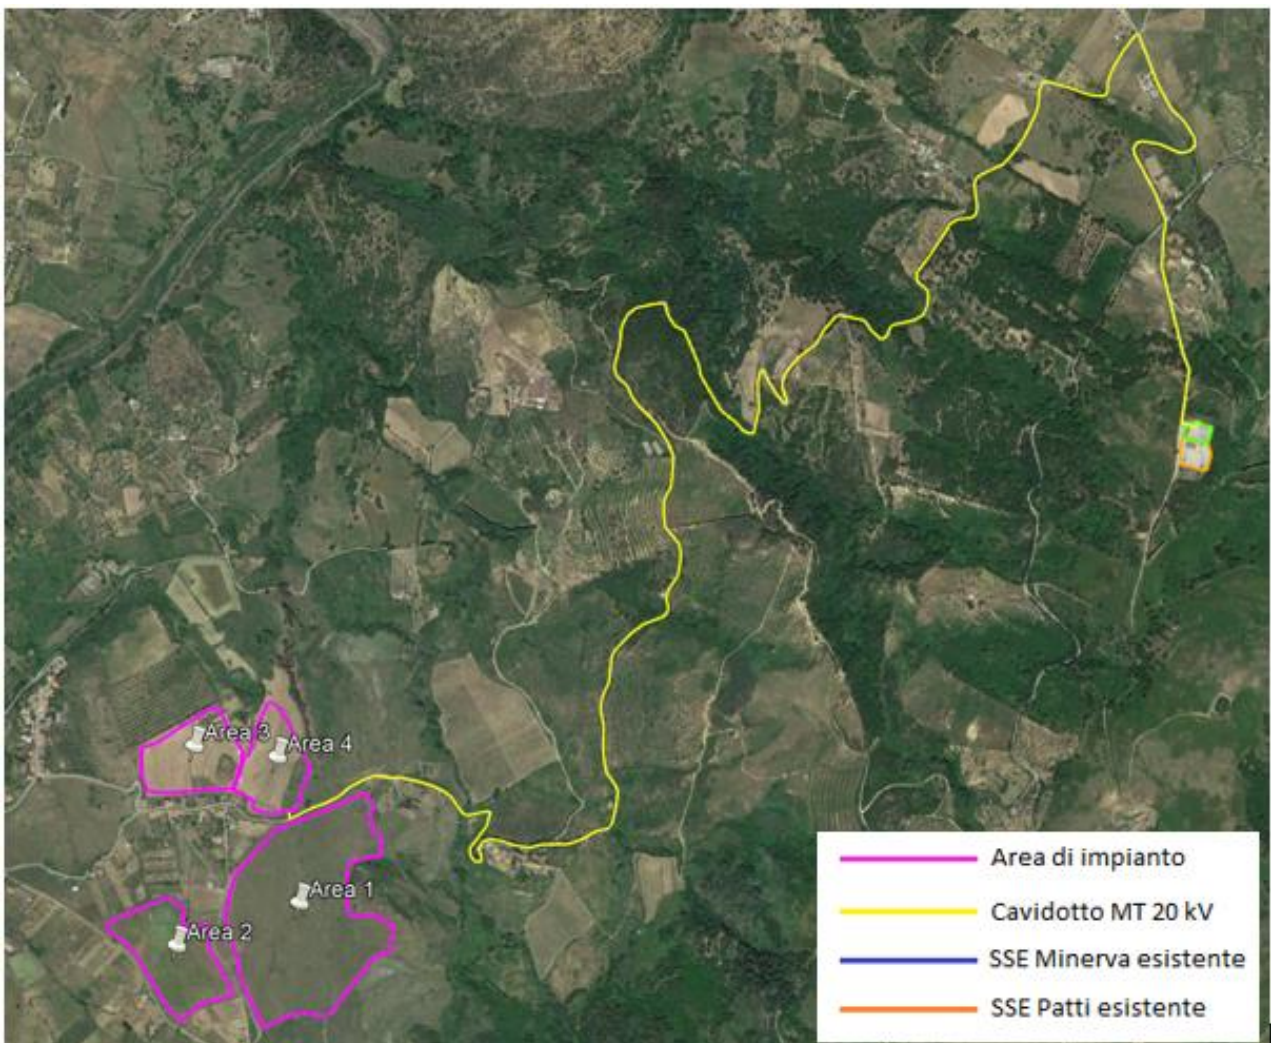 Area 3
Area 4
Area 1
Area 2
Area di impianto
Cavidotto MT 20 kV
SSE Minerva esistente
SSE Patti esistente